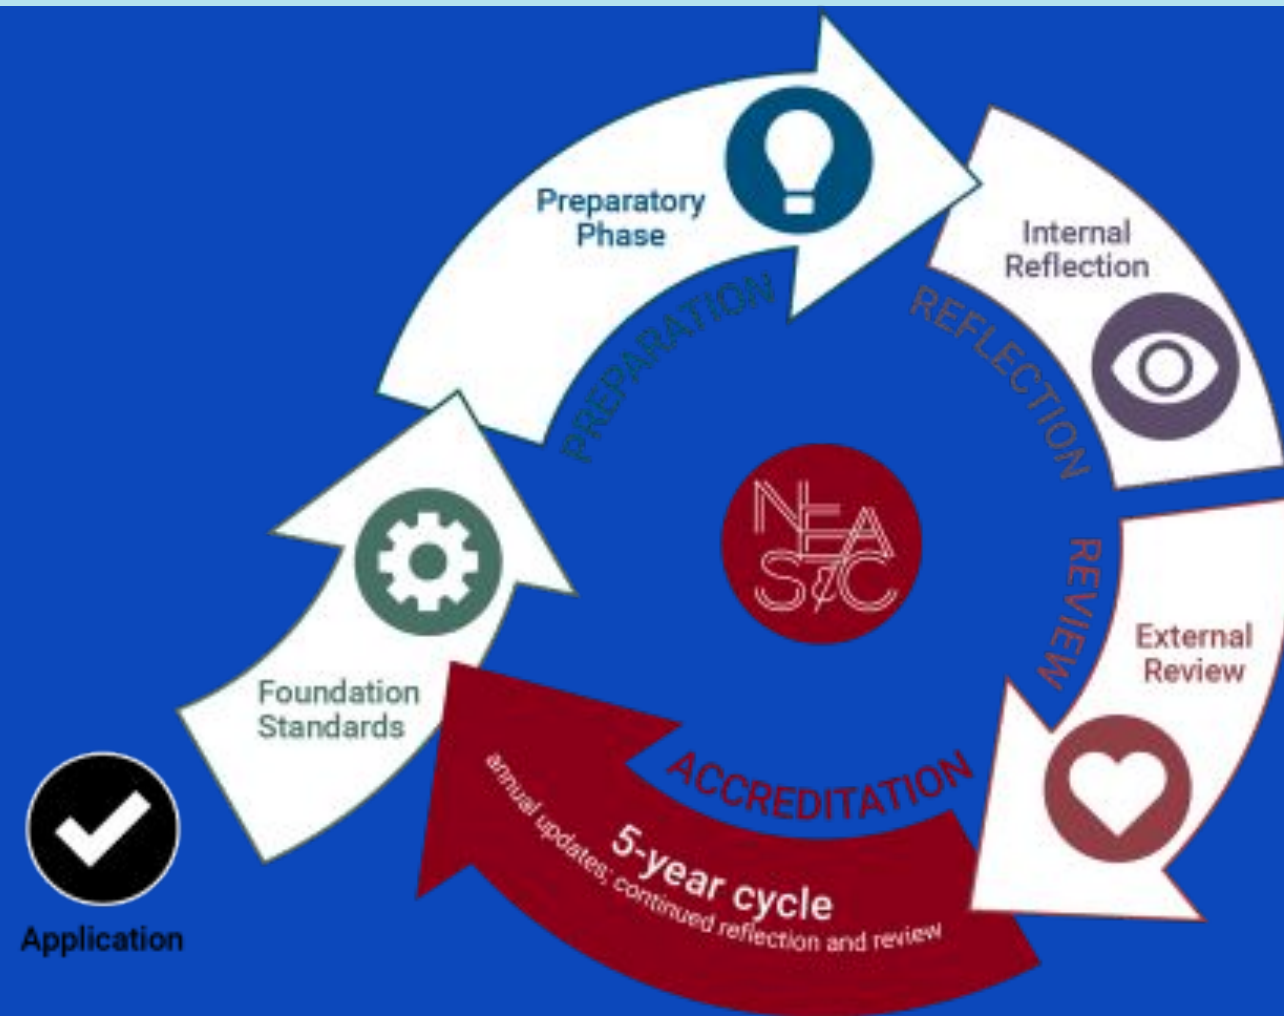 Preparatory
Phase
PREPARATION
Internal
Reflection
REFLECTION
NEA
S&C
REVIEW
External
Review
Foundation
Standards
ACCREDITATION
5-year cycle
annual updates; continued reflection and review
Application